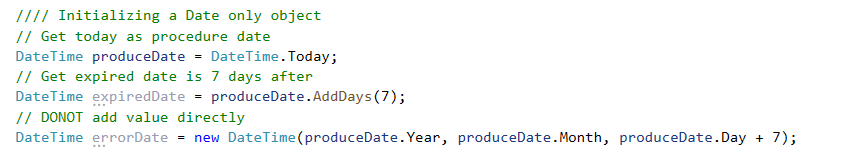 //// Initializing a Date only object
// Get today as procedure date
DateTime produceDate = DateTime.Today;
// Get expired date is 7 days after
DateTime expiredDate = produceDate.AddDays(7);
// DONOT add value directly
DateTime errorDate = new DateTime(produceDate.Year, produceDate.Month, produceDate.Day + 7);